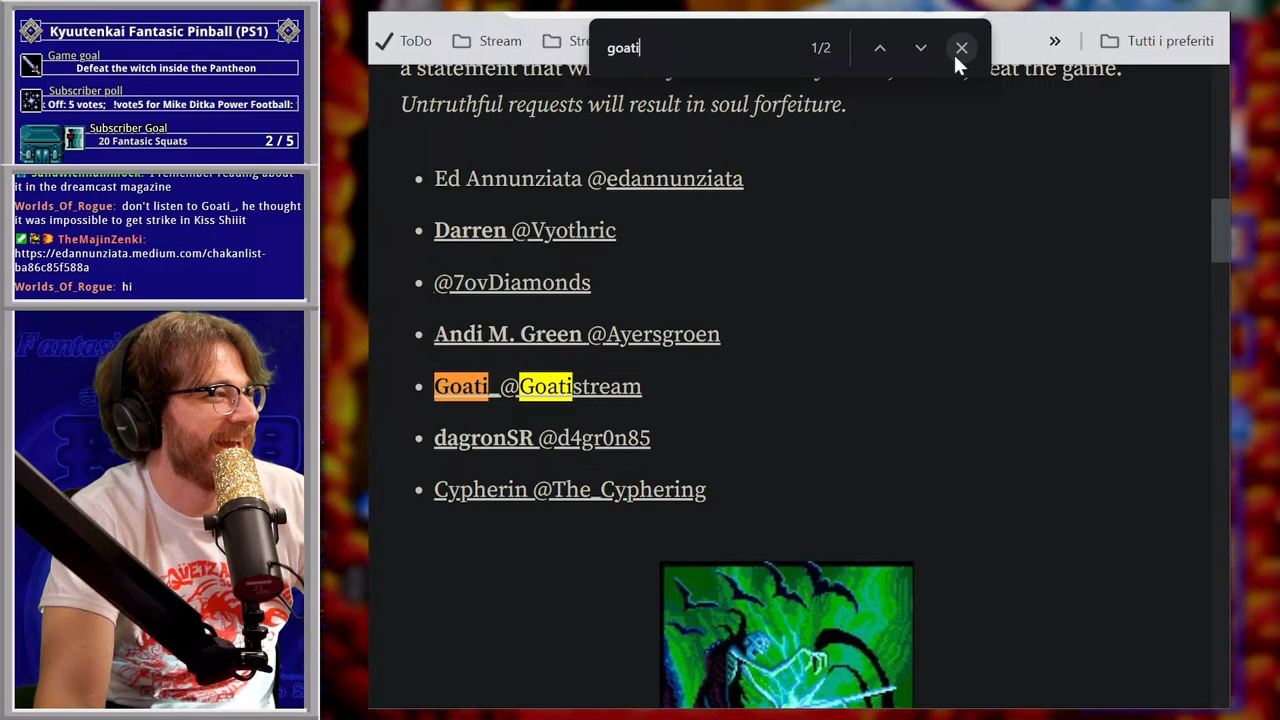 Kyuutenkai Fantasic Pinball (PS1)
Game goal
Defeat the witch inside the Pantheon
Subscriber poll
: Off: 5 votes; !vote5 for Mike Ditka Power Football:
Subscriber Goal
20 Fantasic Squats
2 / 5
it in the dreamcast magazine
Worlds_Of_Rogue: don't listen to Goati_, he thought
it was impossible to get strike in Kiss Shiiit
TheMajinZenki:
https://edannunziata.medium.com/chakanlist-
ba86c85f588a
Worlds_Of_Rogue: hi
ToDo
Stream
Stre
goati
1/2
»
Tutti i preferiti
a statement that
eat the game.
Untruthful requests will result in soul forfeiture.
• Ed Annunziata @edannunziata
• Darren @Vyothric
• @7ovDiamonds
• Andi M. Green @Ayersgroen
• Goati_@Goatistream
• dagronSR @d4gr0n85
• Cypherin @The_Cyphering